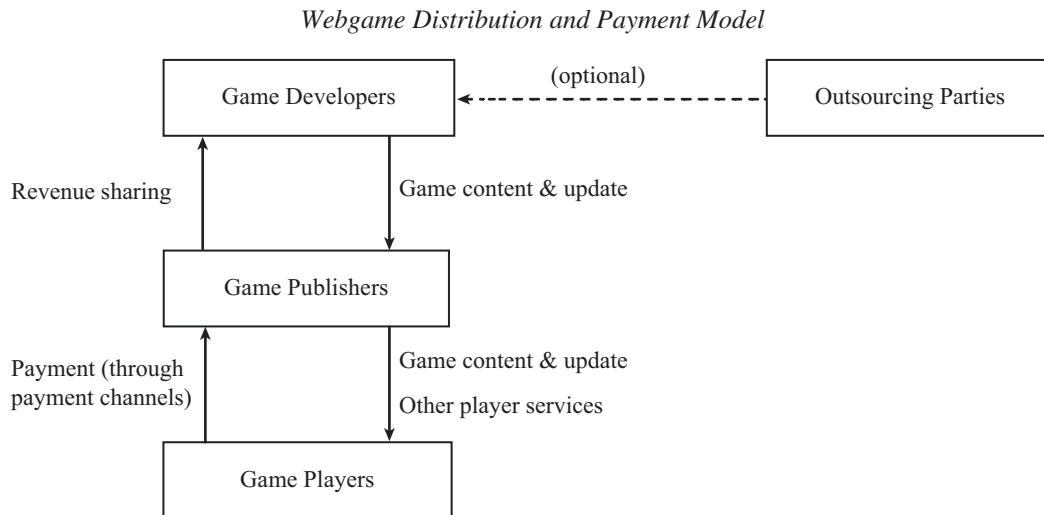 Webgame Distribution and Payment Model
(optional)
Game Developers
Outsourcing Parties
Revenue sharing
Game content & update
Game Publishers
Payment (through
payment channels)
Game content & update
Other player services
Game Players